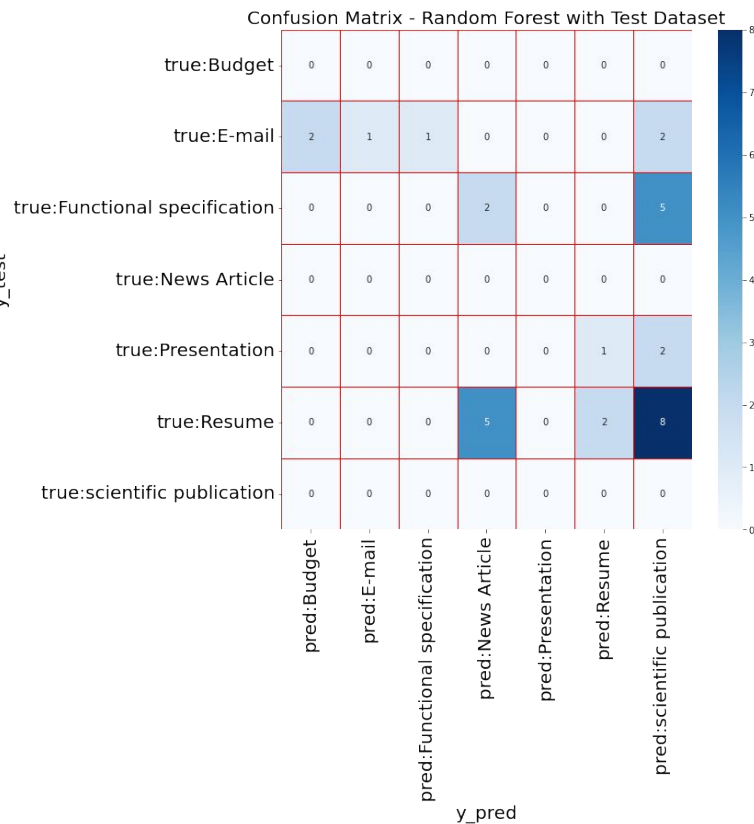 Confusion Matrix - Random Forest with Test Dataset
true:Budget 0 0 0 0 0 0 0
true:E-mail 2 1 1 0 0 0 2
true:Functional specification 0 0 0 2 0 0 5
true:News Article 0 0 0 0 0 0 0
true:Presentation 0 0 0 0 0 1 2
true:Resume 0 0 0 5 0 2 8
true:scientific publication 0 0 0 0 0 0 0
y_test
pred:Budget
pred:E-mail
pred:Functional specification
pred:News Article
pred:Presentation
pred:Resume
pred:scientific publication
y_pred
8
7
6
5
4
3
2
1
0